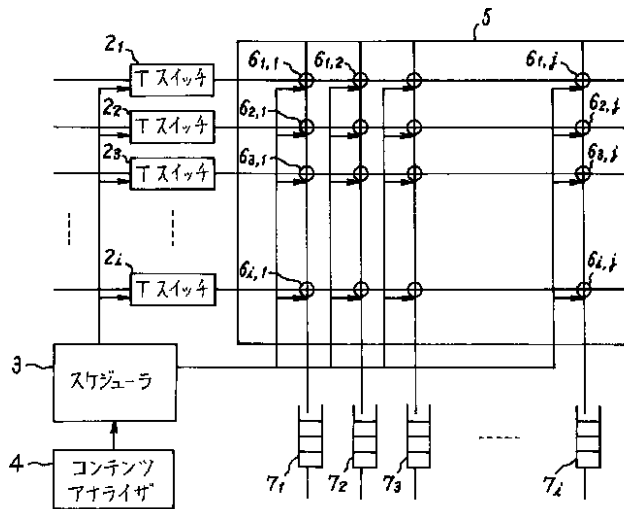 5
2₁
Tスイッチ
6₁,₁
6₁,₂
6₁,j
2₂
Tスイッチ
6₂,₁
6₂,j
2₃
Tスイッチ
6₃,₁
6₃,j
2i
Tスイッチ
6i,₁
6i,j
3
スケジューラ
4
コンテンツ
アナライザ
7₁
7₂
7₃
7i